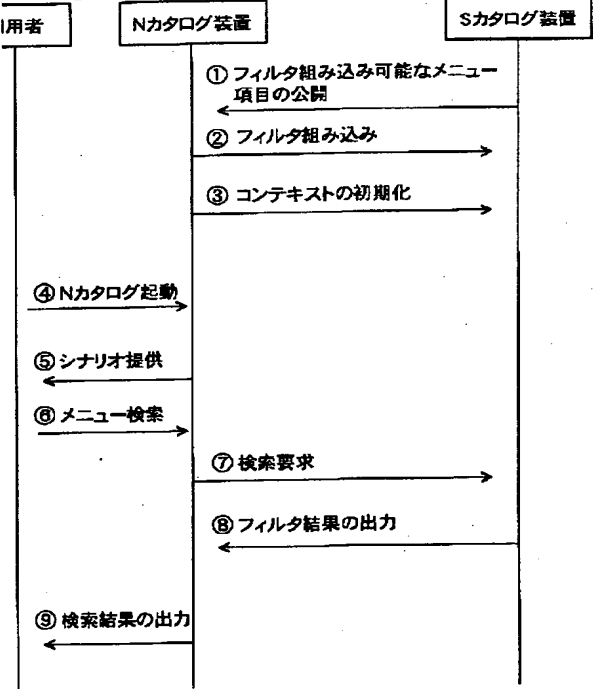 用者
Nカタログ装置
Sカタログ装置
① フィルタ組み込み可能なメニュー
項目の公開
② フィルタ組み込み
③ コンテキストの初期化
④ Nカタログ起動
⑤ シナリオ提供
⑥ メニュー検索
⑦ 検索要求
⑧ フィルタ結果の出力
⑨ 検索結果の出力